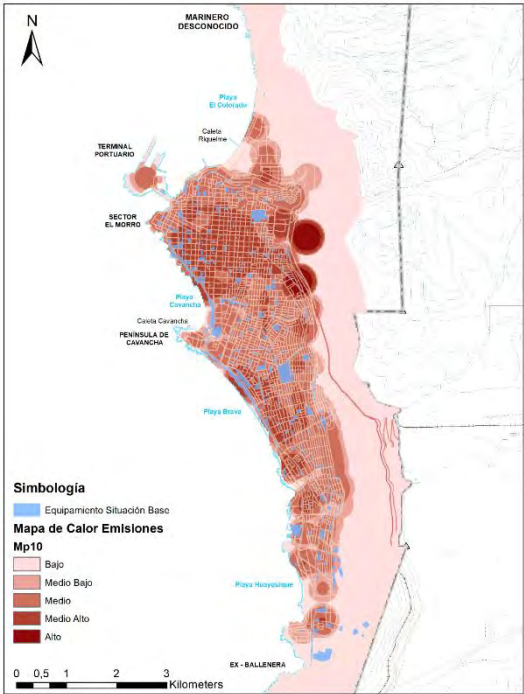 MARINERO
DESCONOCIDO
N
Playa
El Colorado
Caleta
Riquelme
TERMINAL
PORTUARIO
SECTOR
EL MORRO
Playa
Cavancha
Caleta Cavancha
PENÍNSULA DE
CAVANCHA
Playa Brava
Simbología
Equipamiento Situación Base
Mapa de Calor Emisiones
Mp10
Bajo
Medio Bajo
Medio
Medio Alto
Alto
Playa Huayquique
EX - BALLENERA
0 0,5 1 2 3
Kilometers